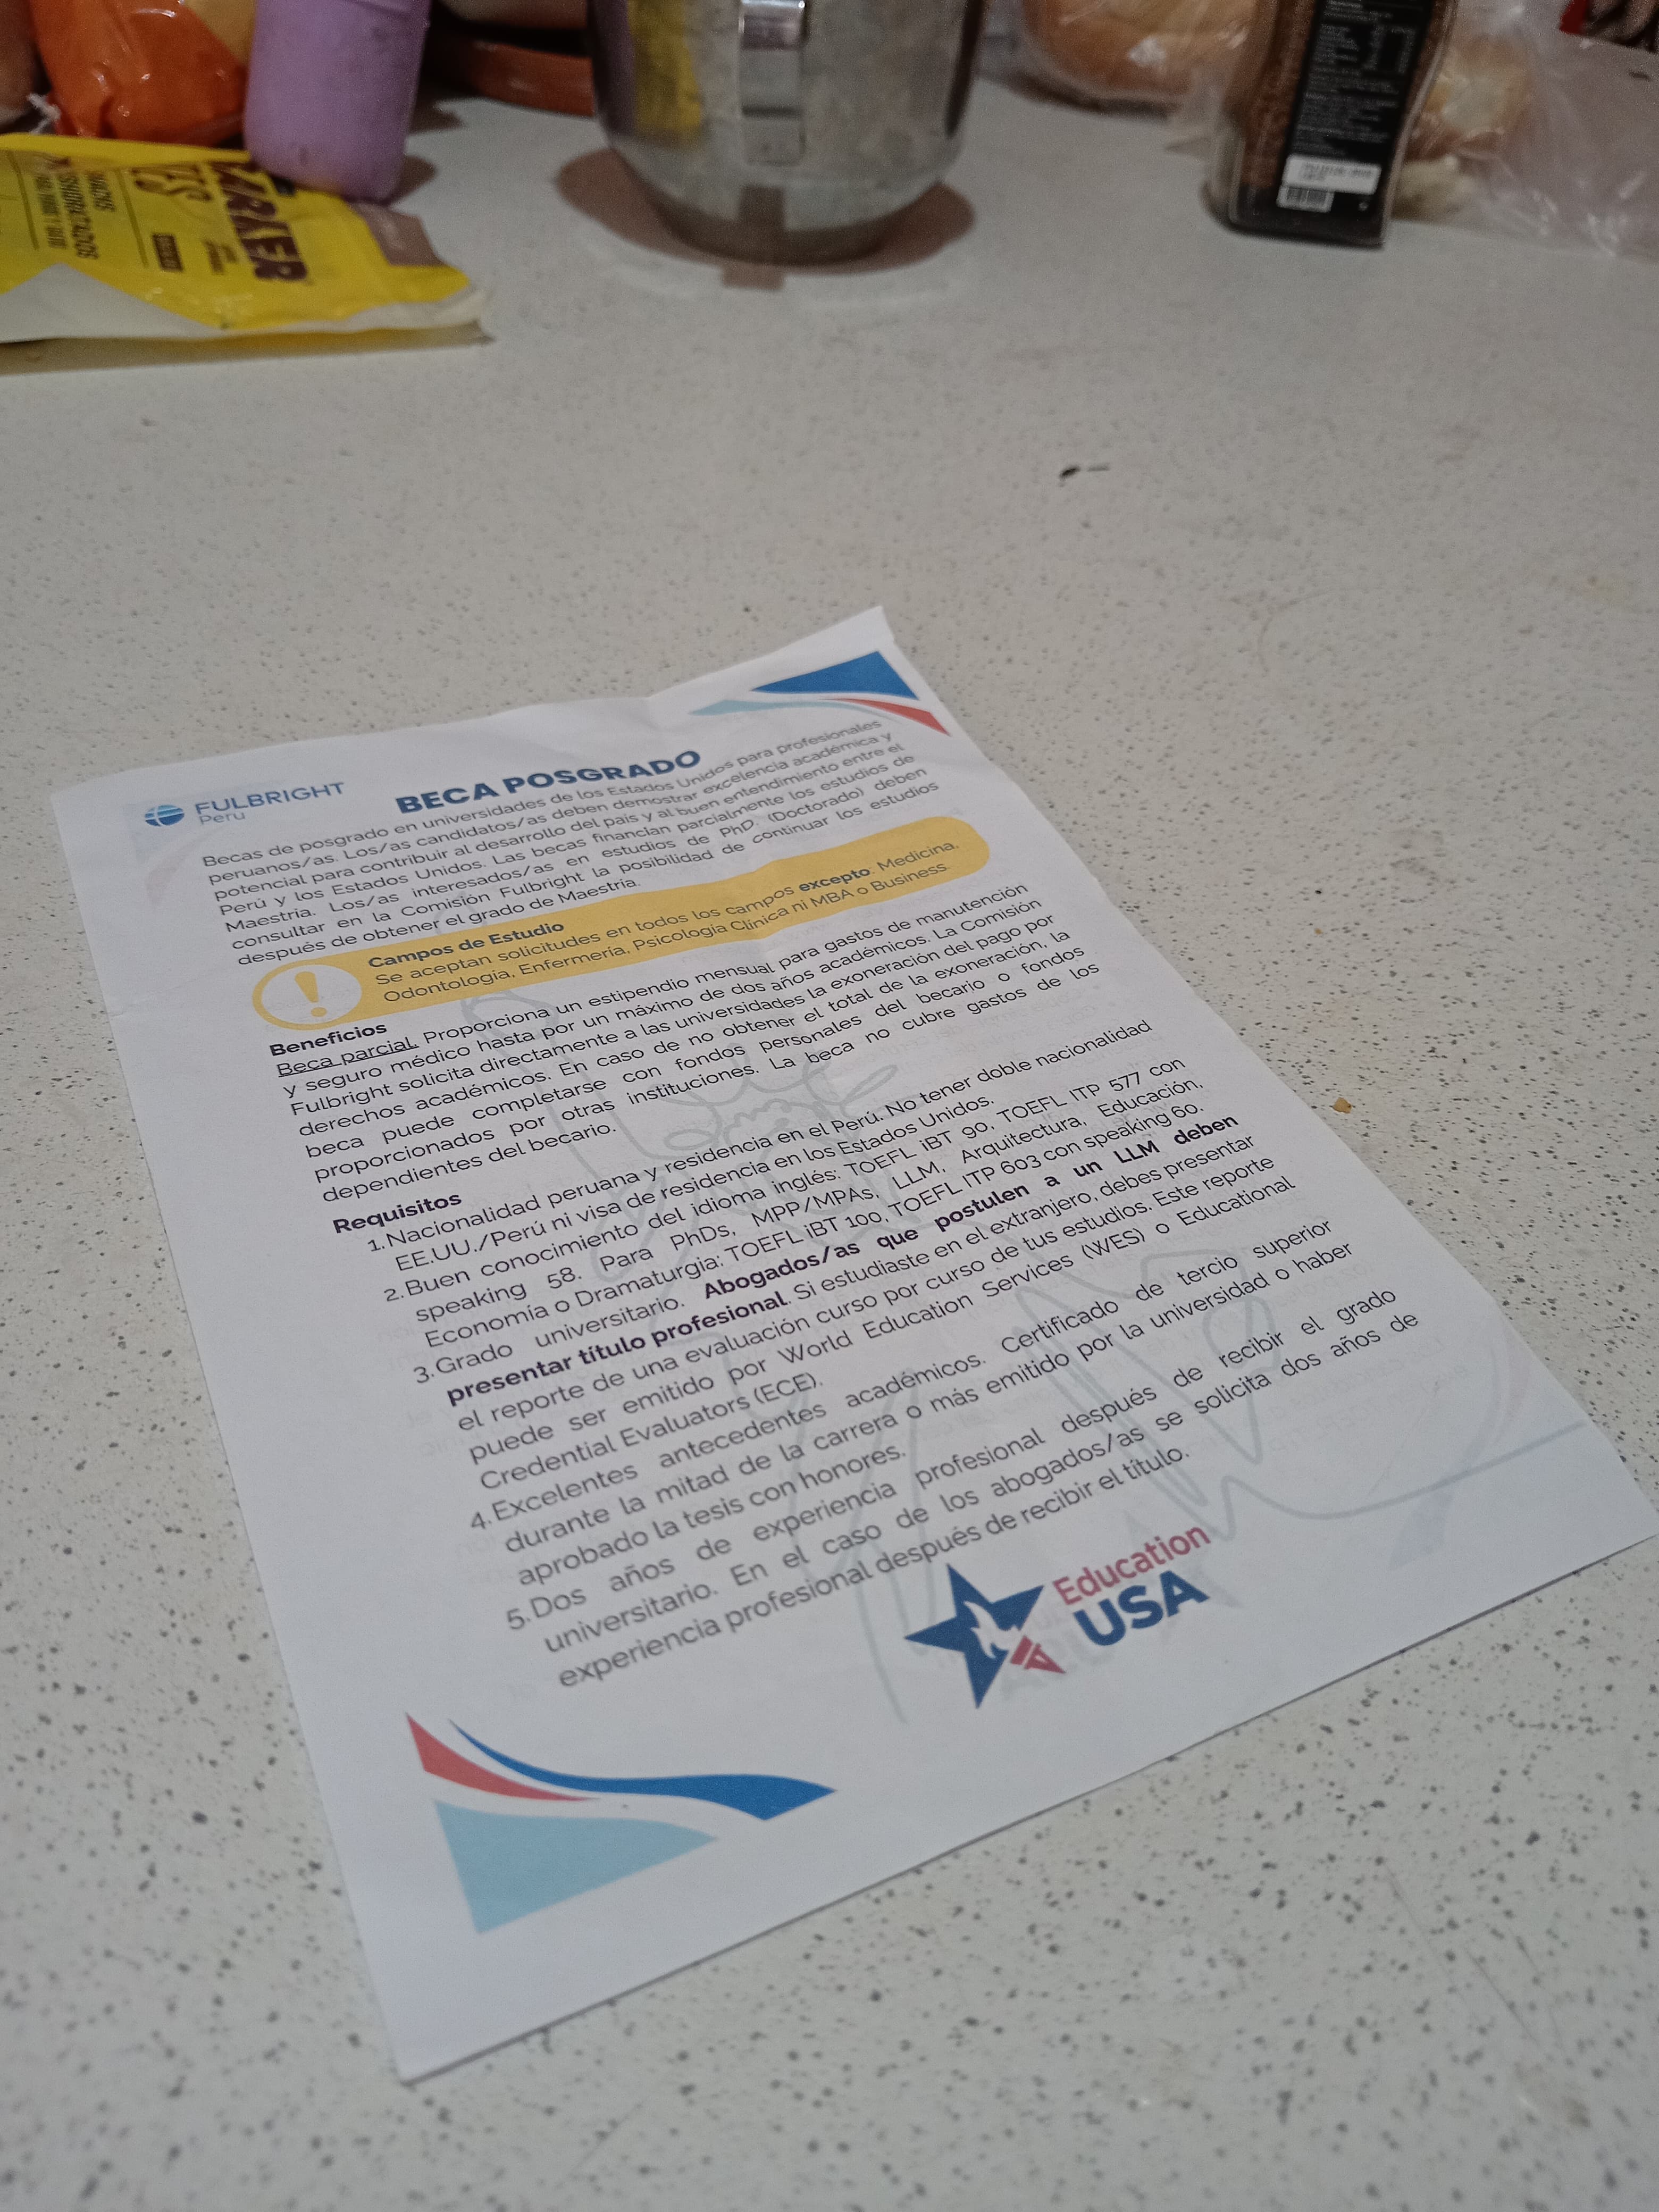 KRAKER
TAS
NACHOS
DESHIDRATADOS
FULBRIGHT
Perú
BECA POSGRADO
Becas de posgrado en universidades de los Estados Unidos para profesionales
peruanos/as. Los/as candidatos/as deben demostrar excelencia académica y
potencial para contribuir al desarrollo del país y al buen entendimiento entre el
Perú y los Estados Unidos. Las becas financian parcialmente los estudios de
Maestría. Los/as interesados/as en estudios de PhD. (Doctorado) deben
consultar en la Comisión Fulbright la posibilidad de continuar los estudios
después de obtener el grado de Maestría.
Campos de Estudio
Se aceptan solicitudes en todos los campos excepto: Medicina,
Odontología, Enfermería, Psicología Clínica ni MBA o Business.
Beneficios
Beca parcial. Proporciona un estipendio mensual para gastos de manutención
y seguro médico hasta por un máximo de dos años académicos. La Comisión
Fulbright solicita directamente a las universidades la exoneración del pago por
derechos académicos. En caso de no obtener el total de la exoneración, la
beca puede completarse con fondos personales del becario o fondos
proporcionados por otras instituciones. La beca no cubre gastos de los
dependientes del becario.
Requisitos
1. Nacionalidad peruana y residencia en el Perú. No tener doble nacionalidad
EE.UU./Perú ni visa de residencia en los Estados Unidos.
2. Buen conocimiento del idioma inglés: TOEFL iBT 90, TOEFL ITP 577 con
speaking 58. Para PhDs, MPP/MPAs, LLM, Arquitectura, Educación,
Economía o Dramaturgia: TOEFL iBT 100, TOEFL ITP 603 con speaking 60.
3. Grado universitario. Abogados/as que postulen a un LLM deben
presentar título profesional. Si estudiaste en el extranjero, debes presentar
el reporte de una evaluación curso por curso de tus estudios. Este reporte
puede ser emitido por World Education Services (WES) o Educational
Credential Evaluators (ECE).
4. Excelentes antecedentes académicos. Certificado de tercio superior
durante la mitad de la carrera o más emitido por la universidad o haber
aprobado la tesis con honores.
5. Dos años de experiencia profesional después de recibir el grado
universitario. En el caso de los abogados/as se solicita dos años de
experiencia profesional después de recibir el título.
Education
USA